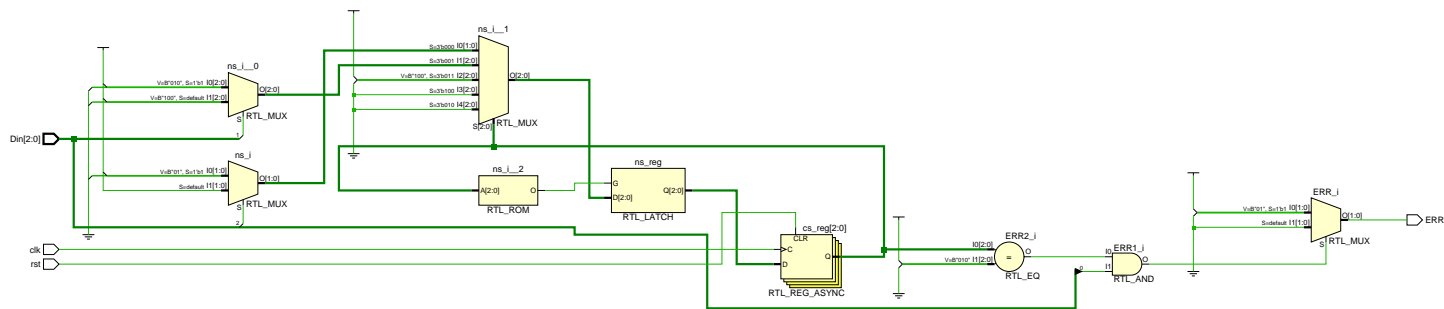 ns_i__1
S=3'b000 I0[1:0]
S=3'b001 I1[2:0]
V=B"100", S=3'b011 I2[2:0]
S=3'b100 I3[2:0]
S=3'b010 I4[2:0]
O[2:0]
S[2:0]
RTL_MUX
ns_i__0
V=B"010", S=1'b1 I0[2:0]
V=B"100", S=default I1[2:0]
O[2:0]
S
RTL_MUX
1
Din[2:0]
ns_i
V=B"01", S=1'b1 I0[1:0]
S=default I1[1:0]
O[1:0]
S
RTL_MUX
2
ns_i__2
A[2:0]
O
RTL_ROM
ns_reg
G
D[2:0]
Q[2:0]
RTL_LATCH
clk
rst
cs_reg[2:0]
CLR
C
D
Q
RTL_REG_ASYNC
ERR2_i
I0[2:0]
V=B"010" I1[2:0]
=
O
RTL_EQ
ERR1_i
I0
0
I1
O
RTL_AND
ERR_i
V=B"01", S=1'b1 I0[1:0]
S=default I1[1:0]
O[1:0]
S
RTL_MUX
ERR